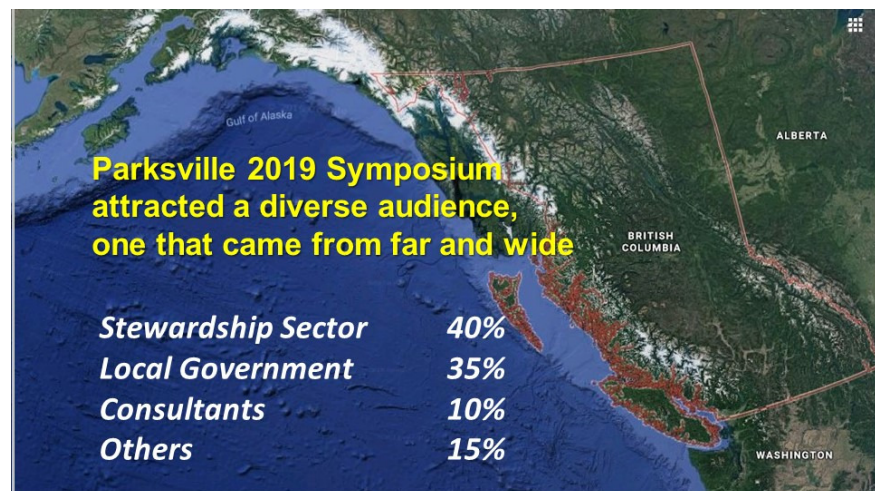 Gulf of Alaska
ALBERTA
Parksville 2019 Symposium
attracted a diverse audience,
one that came from far and wide
BRITISH
COLUMBIA
Stewardship Sector 40%
Local Government 35%
Consultants 10%
Others 15%
WASHINGTON